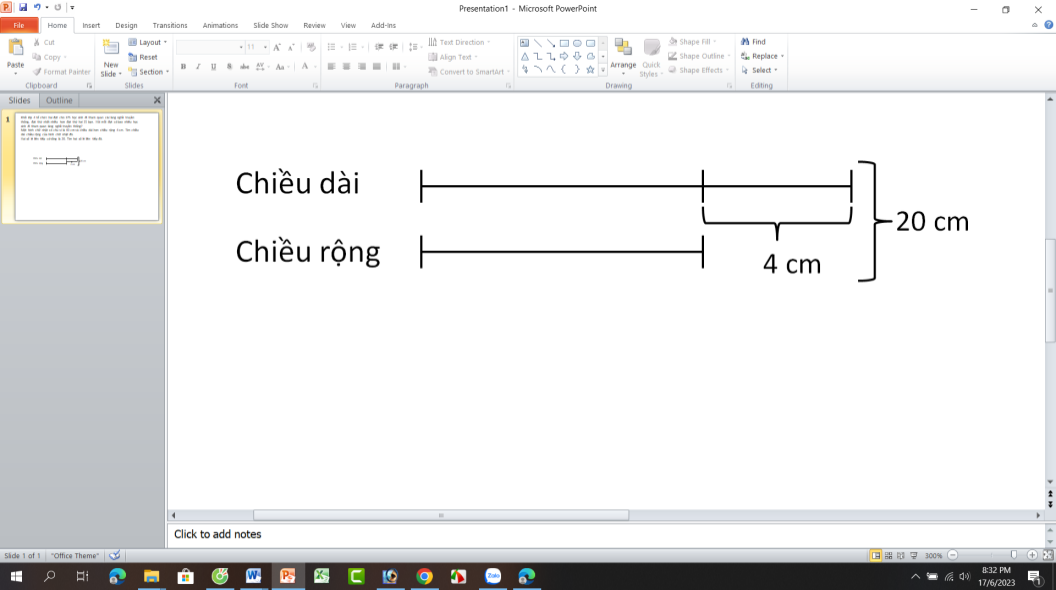 Presentation1 - Microsoft PowerPoint
File Home Insert Design Transitions Animations Slide Show Review View Add-Ins
Paste
Cut
Copy
Format Painter
Clipboard
New Slide
Layout
Reset
Section
Slides
11
Font
Text Direction
Align Text
Convert to SmartArt
Paragraph
Arrange
Quick Styles
Shape Fill
Shape Outline
Shape Effects
Drawing
Find
Replace
Select
Editing
Slides Outline
1
Chiều dài
20 cm
Chiều rộng
4 cm
Click to add notes
Slide 1 of 1 "Office Theme" 300%
Zalo
8:32 PM
17/6/2023
1